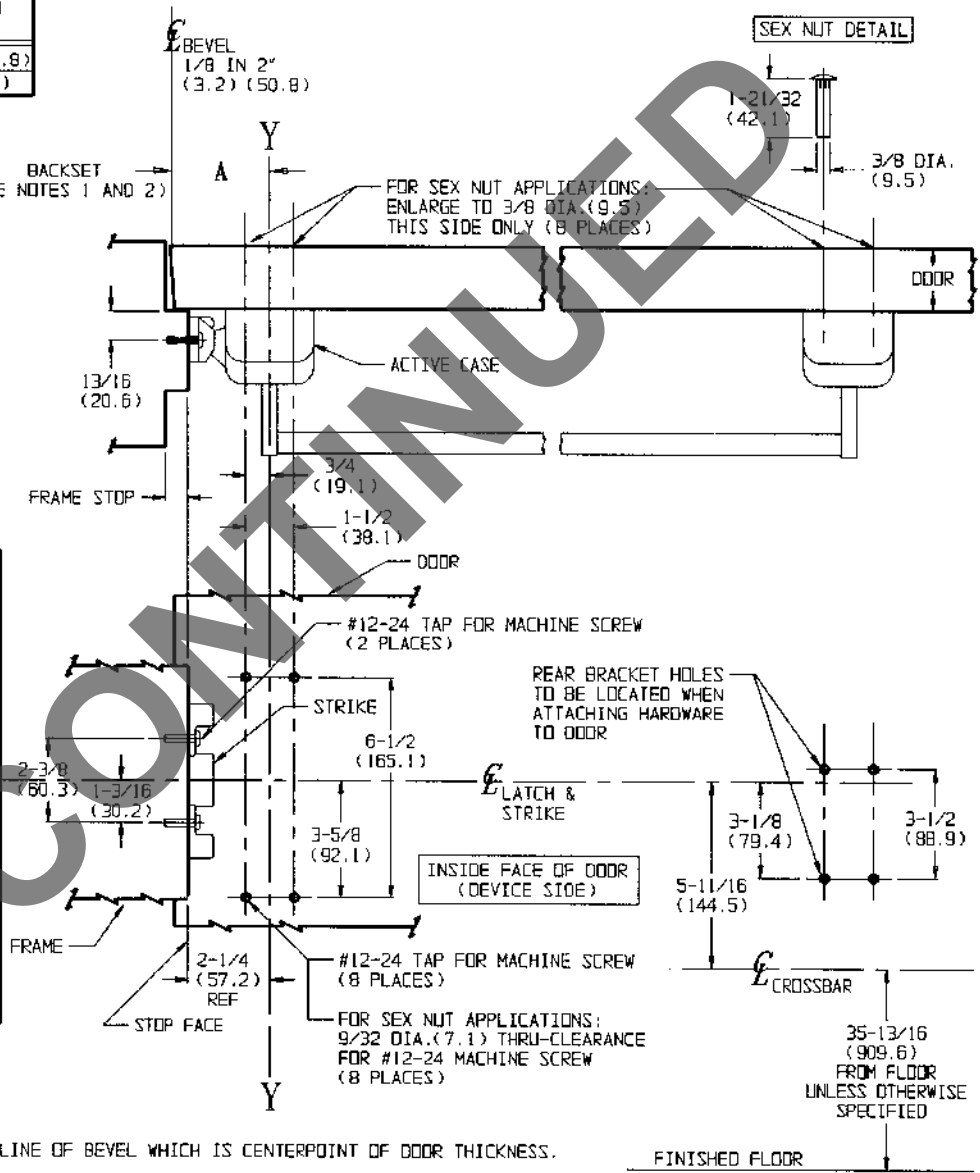 .8)
)
℄ BEVEL
1/8 IN 2"
(3.2) (50.8)
SEX NUT DETAIL
1-21/32
(42.1)
3/8 DIA.
(9.5)
Y
BACKSET
E NOTES 1 AND 2)
A
FOR SEX NUT APPLICATIONS:
ENLARGE TO 3/8 DIA.(9.5)
THIS SIDE ONLY (8 PLACES)
DOOR
ACTIVE CASE
13/16
(20.6)
FRAME STOP
3/4
(19.1)
1-1/2
(38.1)
DOOR
#12-24 TAP FOR MACHINE SCREW
(2 PLACES)
STRIKE
REAR BRACKET HOLES
TO BE LOCATED WHEN
ATTACHING HARDWARE
TO DOOR
6-1/2
(165.1)
2-3/8
(60.3)
1-3/16
(30.2)
℄ LATCH &
STRIKE
3-5/8
(92.1)
3-1/8
(79.4)
3-1/2
(88.9)
INSIDE FACE OF DOOR
(DEVICE SIDE)
5-11/16
(144.5)
FRAME
2-1/4
(57.2)
REF
#12-24 TAP FOR MACHINE SCREW
(8 PLACES)
℄ CROSSBAR
STOP FACE
FOR SEX NUT APPLICATIONS:
9/32 DIA.(7.1) THRU-CLEARANCE
FOR #12-24 MACHINE SCREW
(8 PLACES)
35-13/16
(909.6)
FROM FLOOR
UNLESS OTHERWISE
SPECIFIED
Y
LINE OF BEVEL WHICH IS CENTERPOINT OF DOOR THICKNESS.
FINISHED FLOOR
CONTINUED